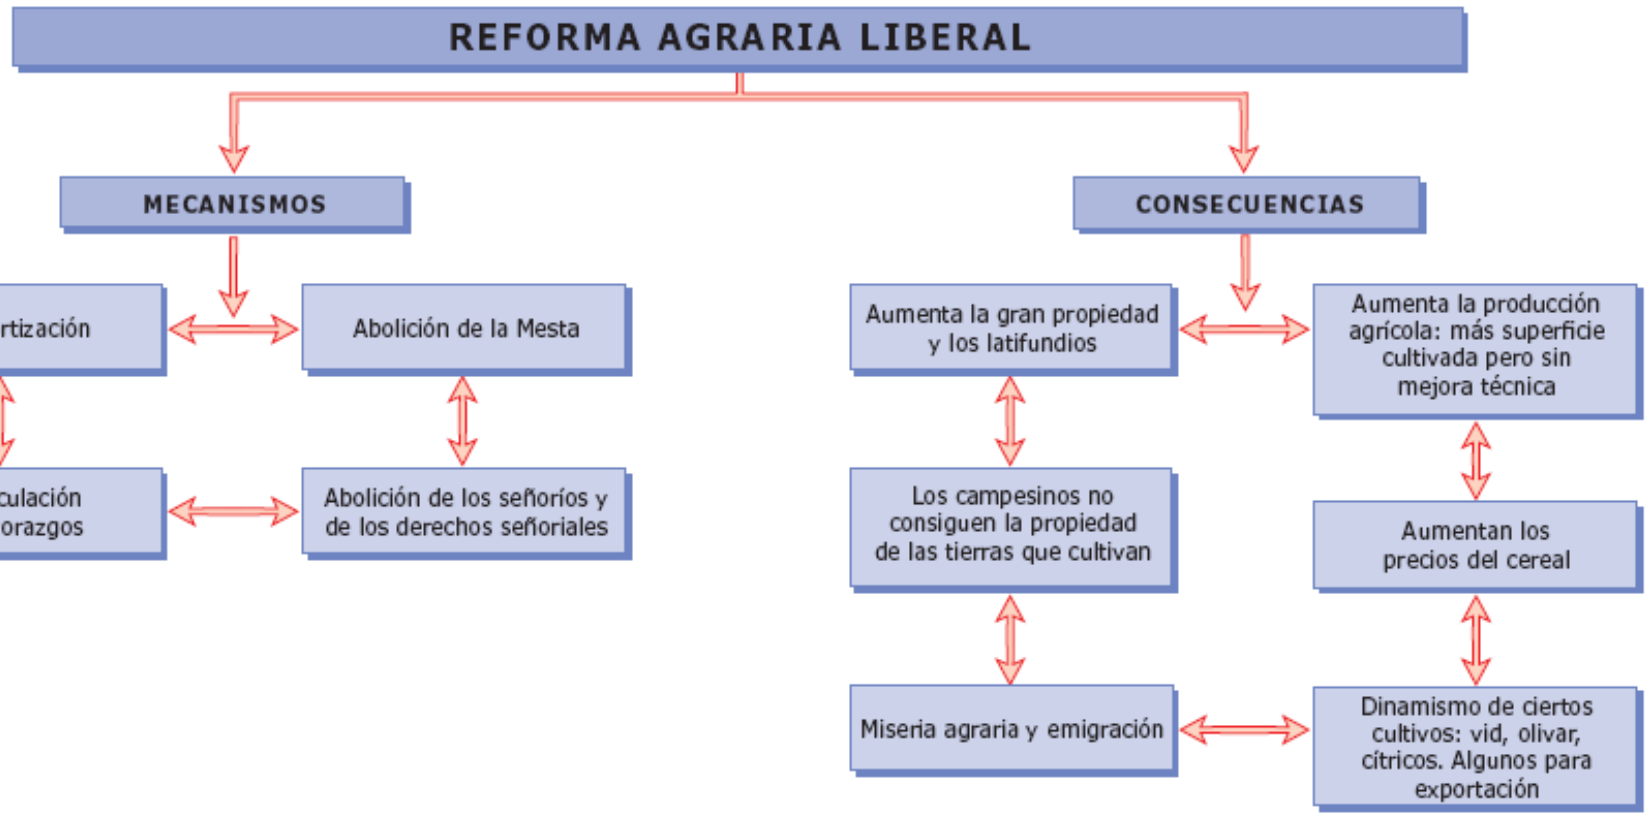 REFORMA AGRARIA LIBERAL
MECANISMOS
CONSECUENCIAS
rtización
Abolición de la Mesta
culación
orazgos
Abolición de los señoríos y
de los derechos señoriales
Aumenta la gran propiedad
y los latifundios
Aumenta la producción
agrícola: más superficie
cultivada pero sin
mejora técnica
Los campesinos no
consiguen la propiedad
de las tierras que cultivan
Aumentan los
precios del cereal
Miseria agraria y emigración
Dinamismo de ciertos
cultivos: vid, olivar,
cítricos. Algunos para
exportación